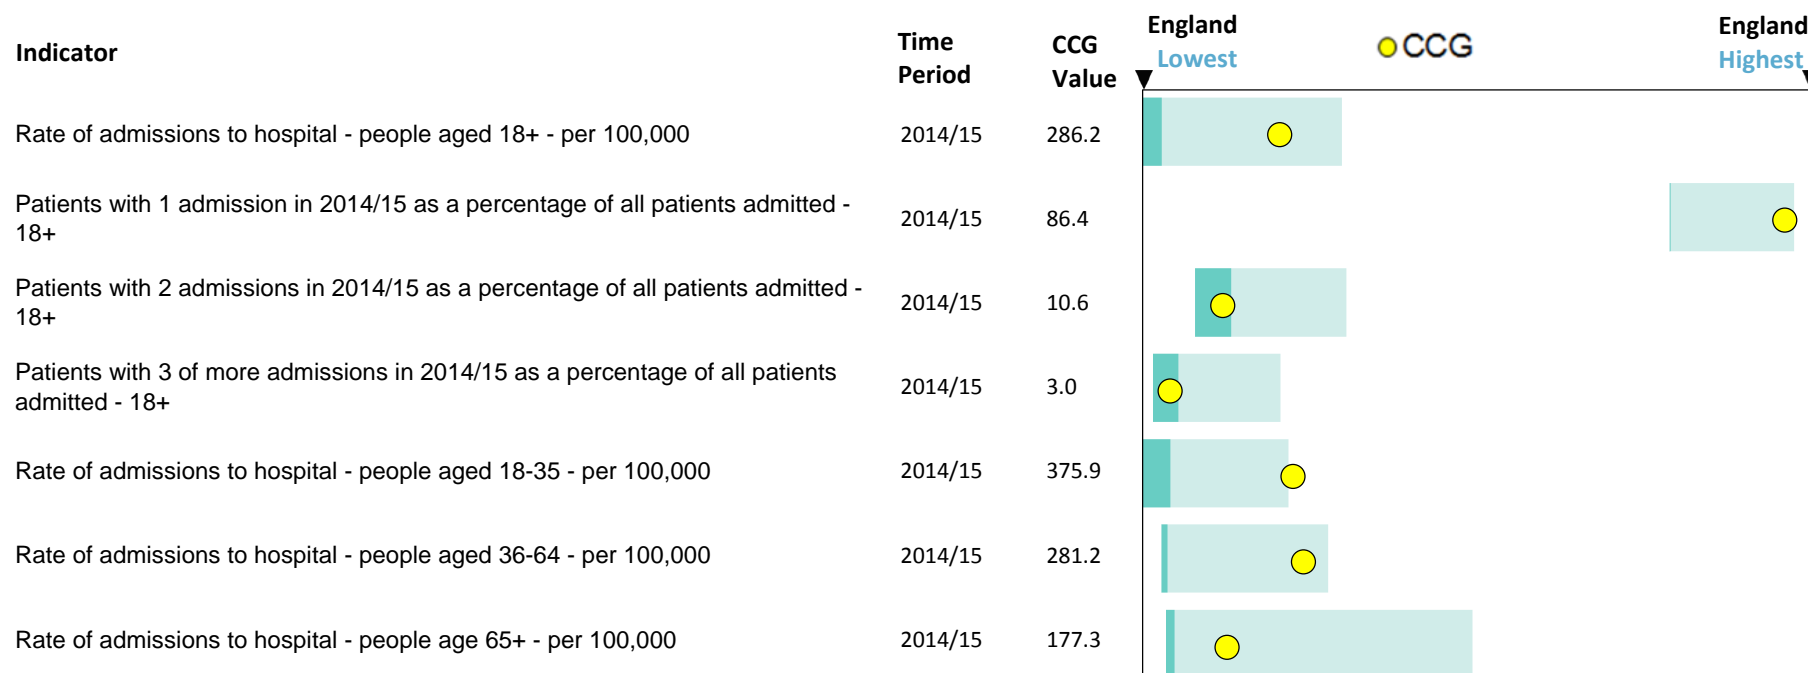 Indicator
Time Period
CCG Value
England Lowest
CCG
England Highest
Rate of admissions to hospital - people aged 18+ - per 100,000 2014/15 286.2
Patients with 1 admission in 2014/15 as a percentage of all patients admitted -
18+
2014/15 86.4
Patients with 2 admissions in 2014/15 as a percentage of all patients admitted -
18+
2014/15 10.6
Patients with 3 of more admissions in 2014/15 as a percentage of all patients
admitted - 18+
2014/15 3.0
Rate of admissions to hospital - people aged 18-35 - per 100,000 2014/15 375.9
Rate of admissions to hospital - people aged 36-64 - per 100,000 2014/15 281.2
Rate of admissions to hospital - people age 65+ - per 100,000 2014/15 177.3